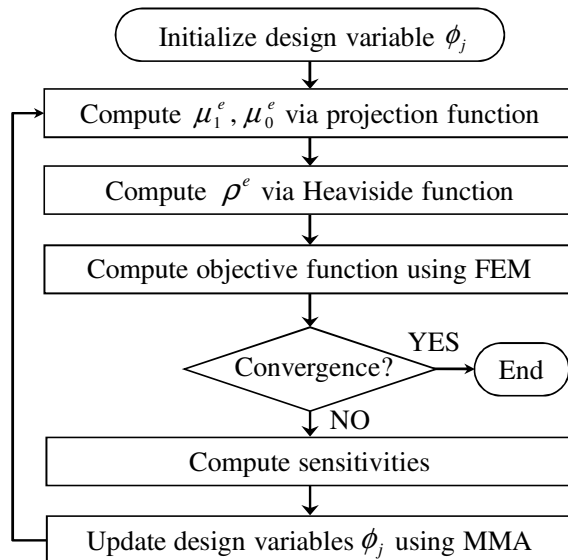 Initialize design variable ϕ_j
Compute μ_1^e, μ_0^e via projection function
Compute ρ^e via Heaviside function
Compute objective function using FEM
YES
Convergence?
End
NO
Compute sensitivities
Update design variables ϕ_j using MMA